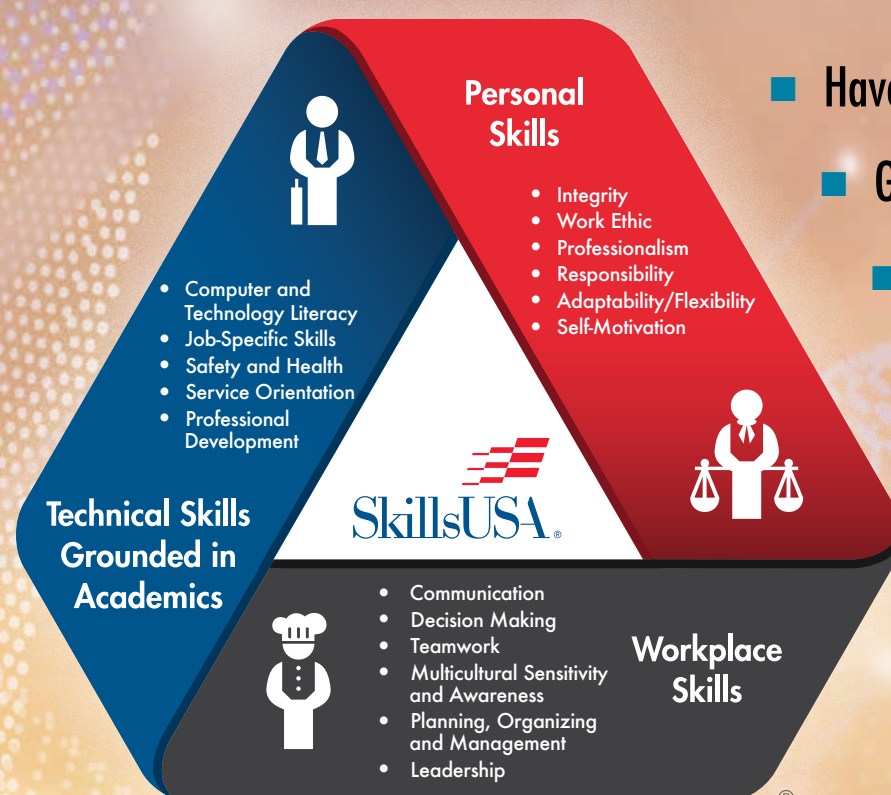 Personal
Skills
• Integrity
• Work Ethic
• Professionalism
• Responsibility
• Adaptability/Flexibility
• Self-Motivation
• Computer and
Technology Literacy
• Job-Specific Skills
• Safety and Health
• Service Orientation
• Professional
Development
Technical Skills
Grounded in
Academics
SkillsUSA®
• Communication
• Decision Making
• Teamwork
• Multicultural Sensitivity
and Awareness
• Planning, Organizing
and Management
• Leadership
Workplace
Skills
®